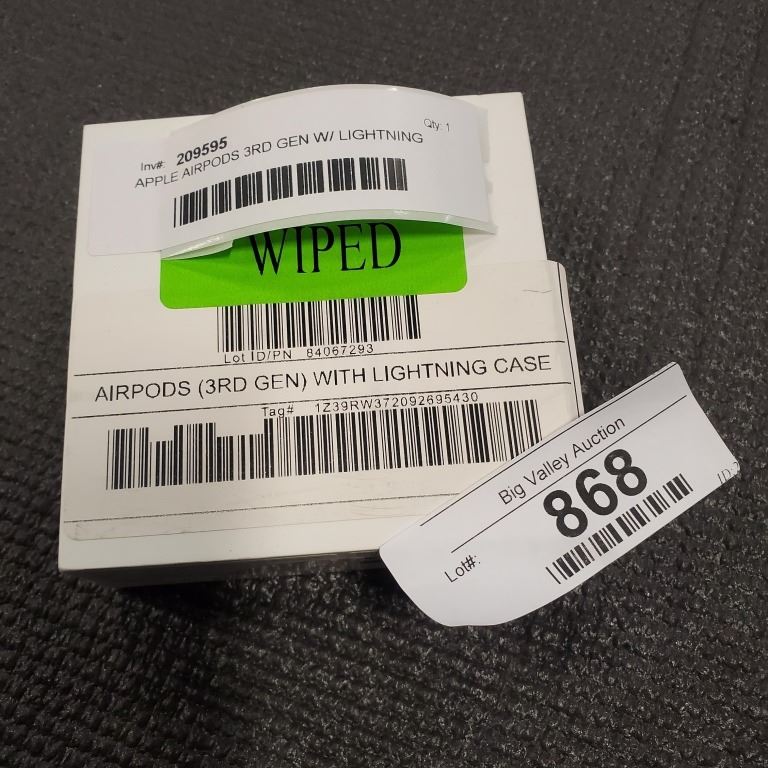 Inv#: 209595 Qty: 1
APPLE AIRPODS 3RD GEN W/ LIGHTNING
WIPED
Lot ID/PN 84067293
AIRPODS (3RD GEN) WITH LIGHTNING CASE
Tag# 1Z39RW372092695430
Big Valley Auction
Lot#: 868